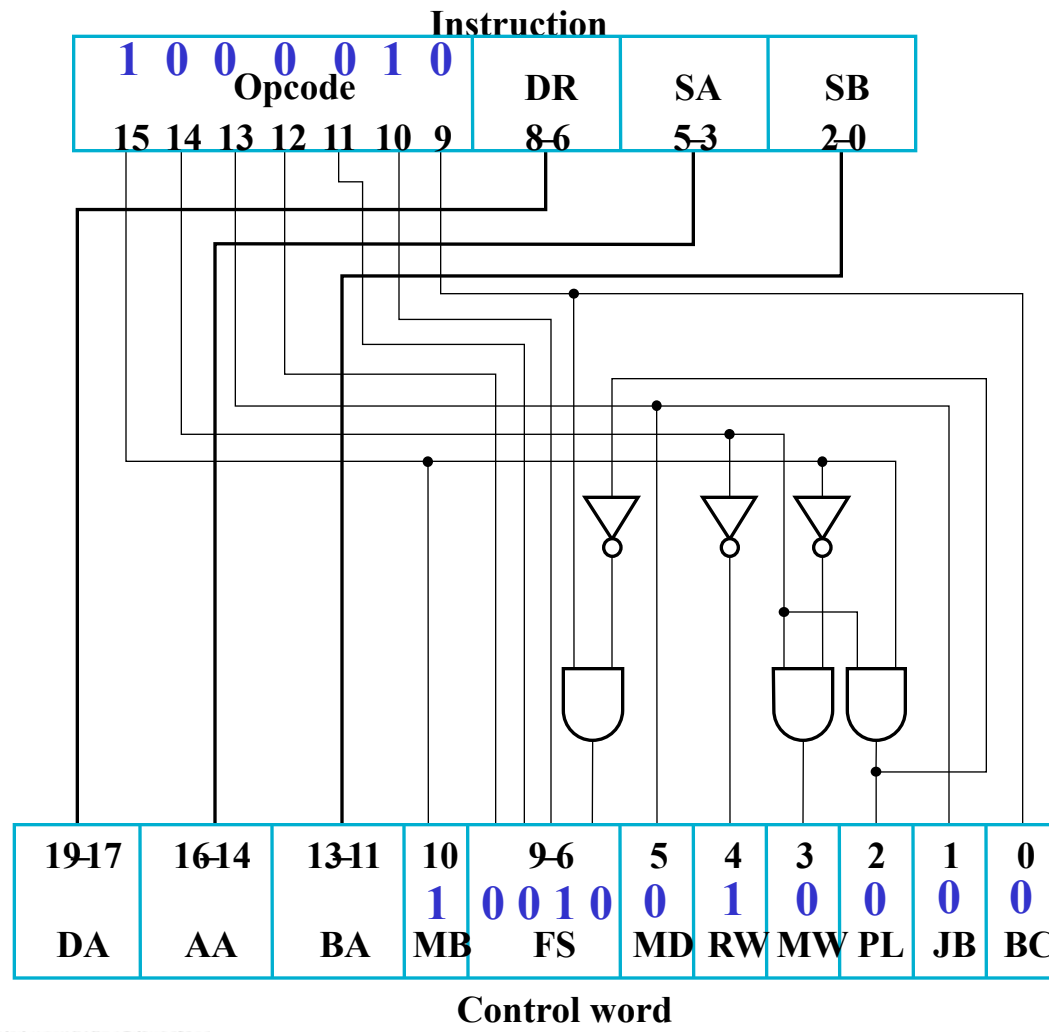 Instruction
1 0 0 0 0 1 0
Opcode DR SA SB
15 14 13 12 11 10 9 8-6 5-3 2-0
19-17 16-14 13-11 10 9-6 5 4 3 2 1 0
1 0 0 1 0 0 1 0 0 0 0
DA AA BA MB FS MD RW MW PL JB BC
Control word